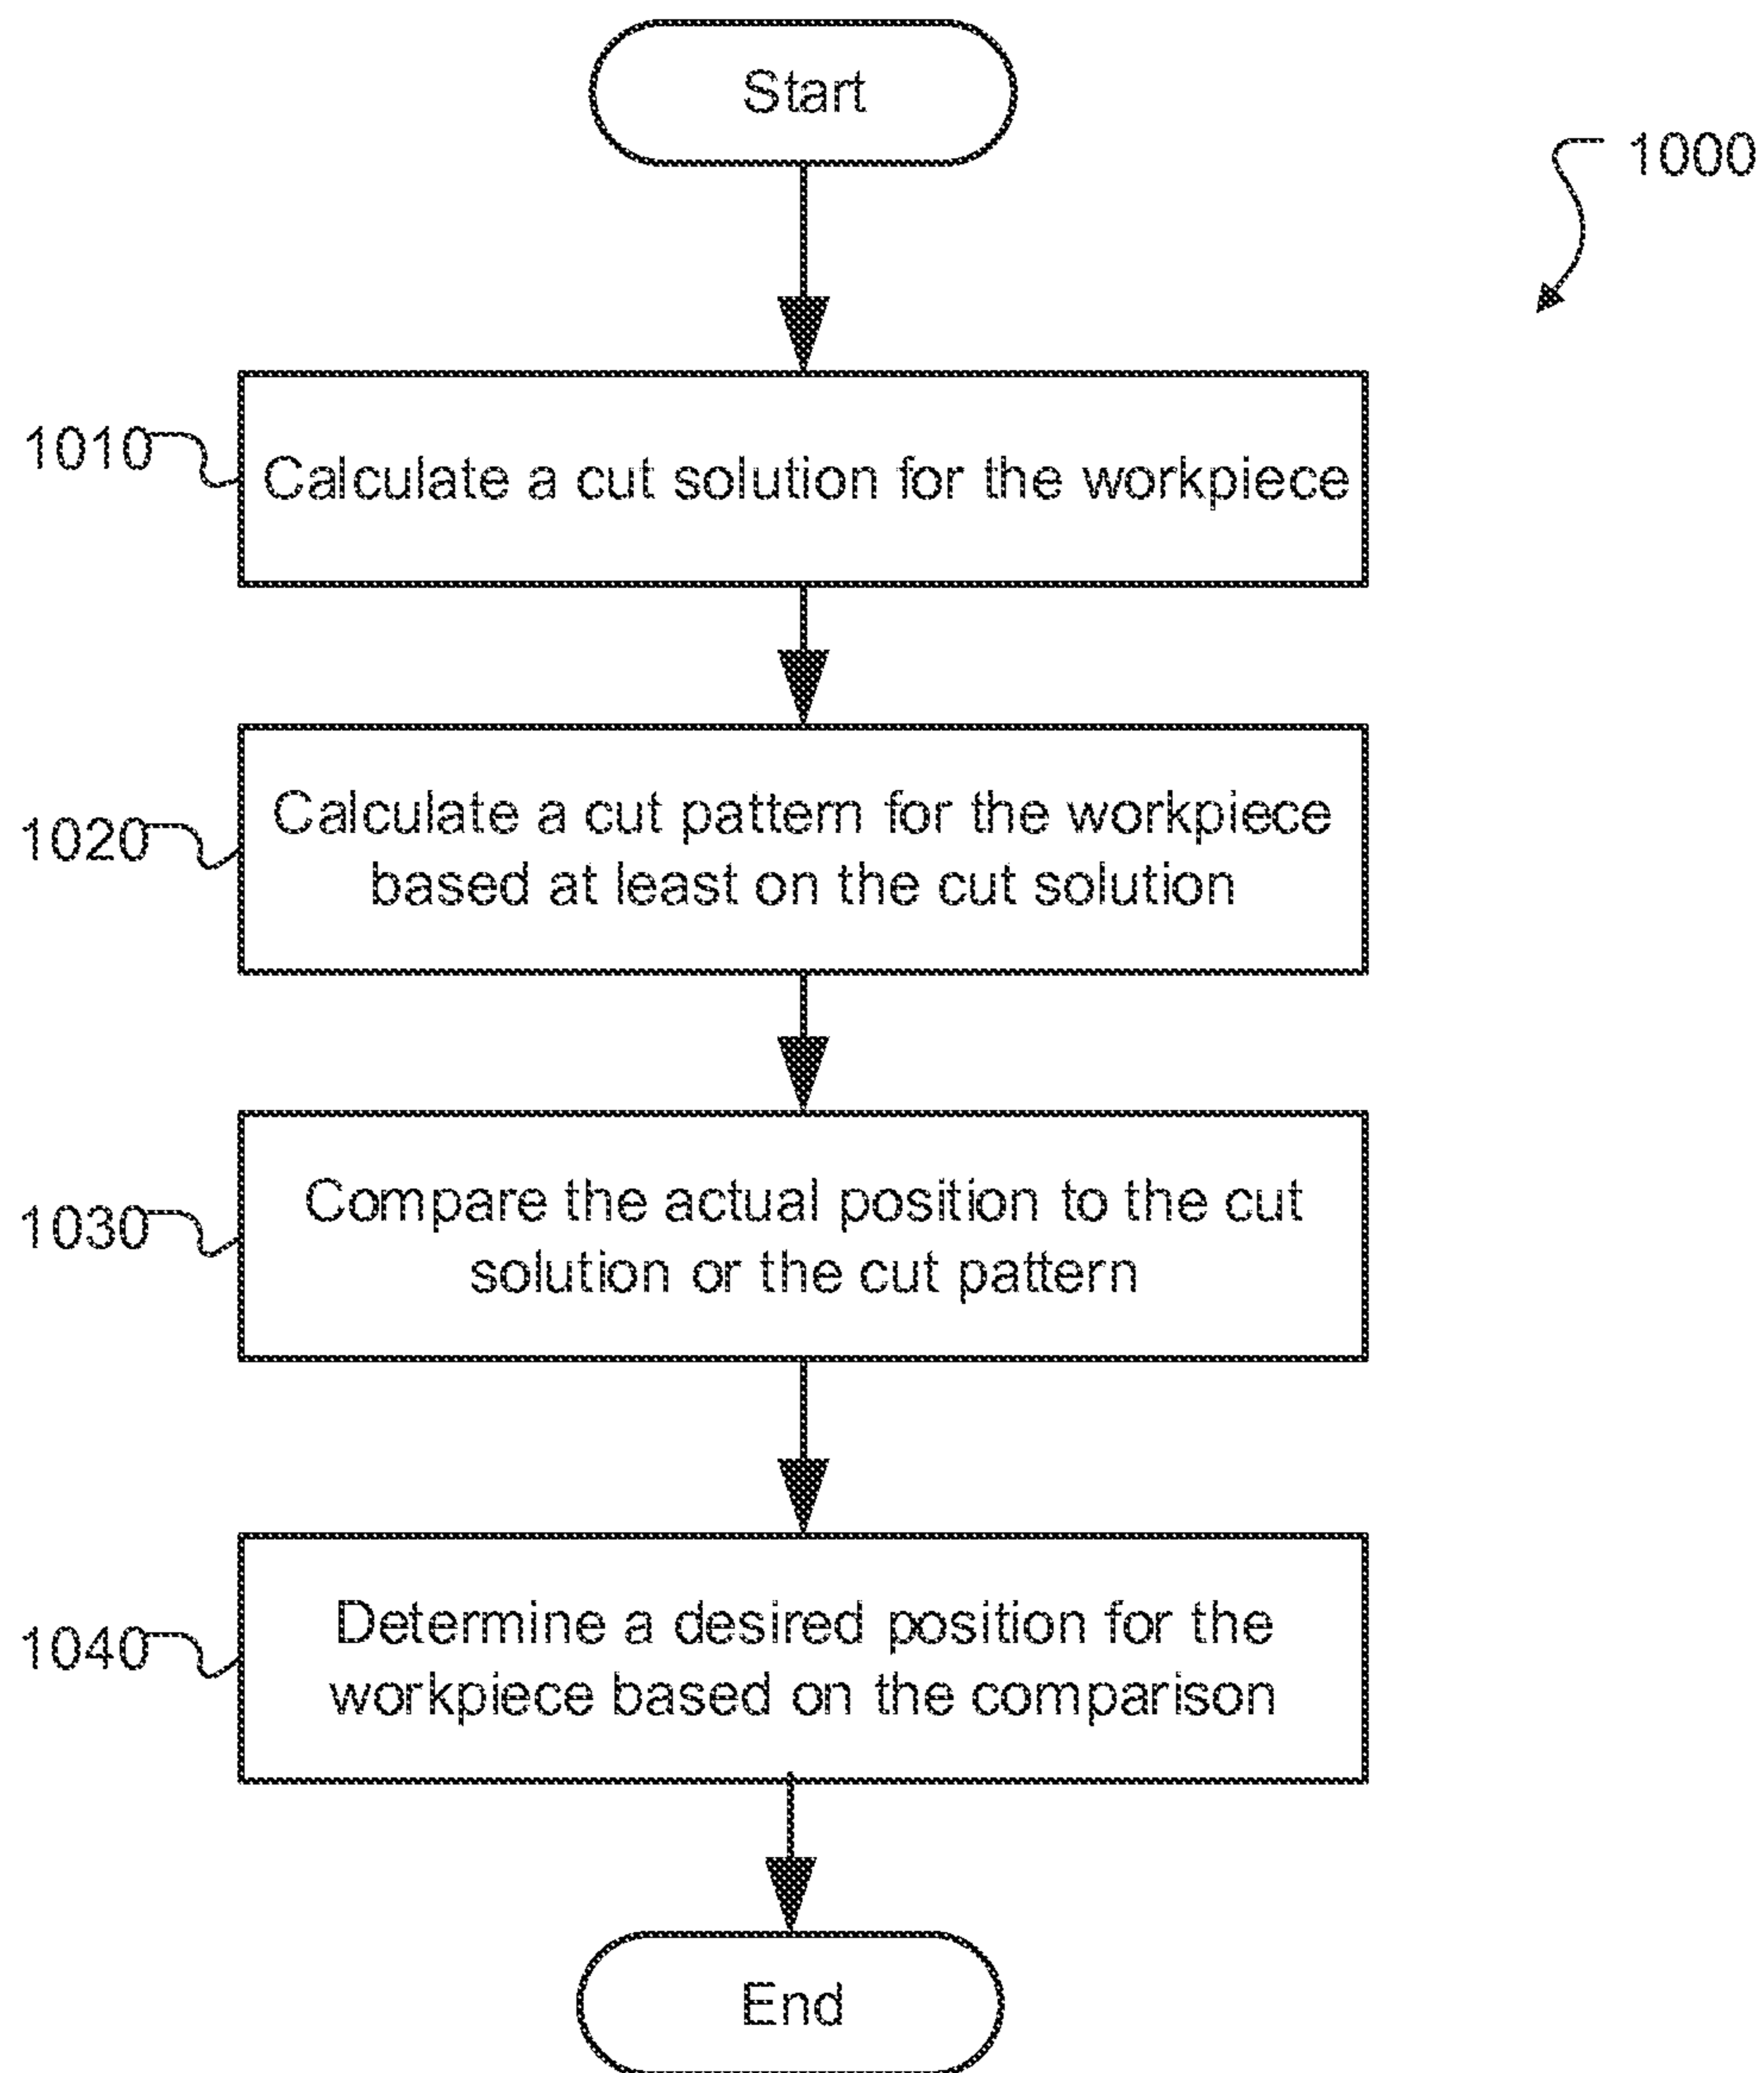 Start
1000
1010
Calculate a cut solution for the workpiece
1020
Calculate a cut pattern for the workpiece
based at least on the cut solution
1030
Compare the actual position to the cut
solution or the cut pattern
1040
Determine a desired position for the
workpiece based on the comparison
End